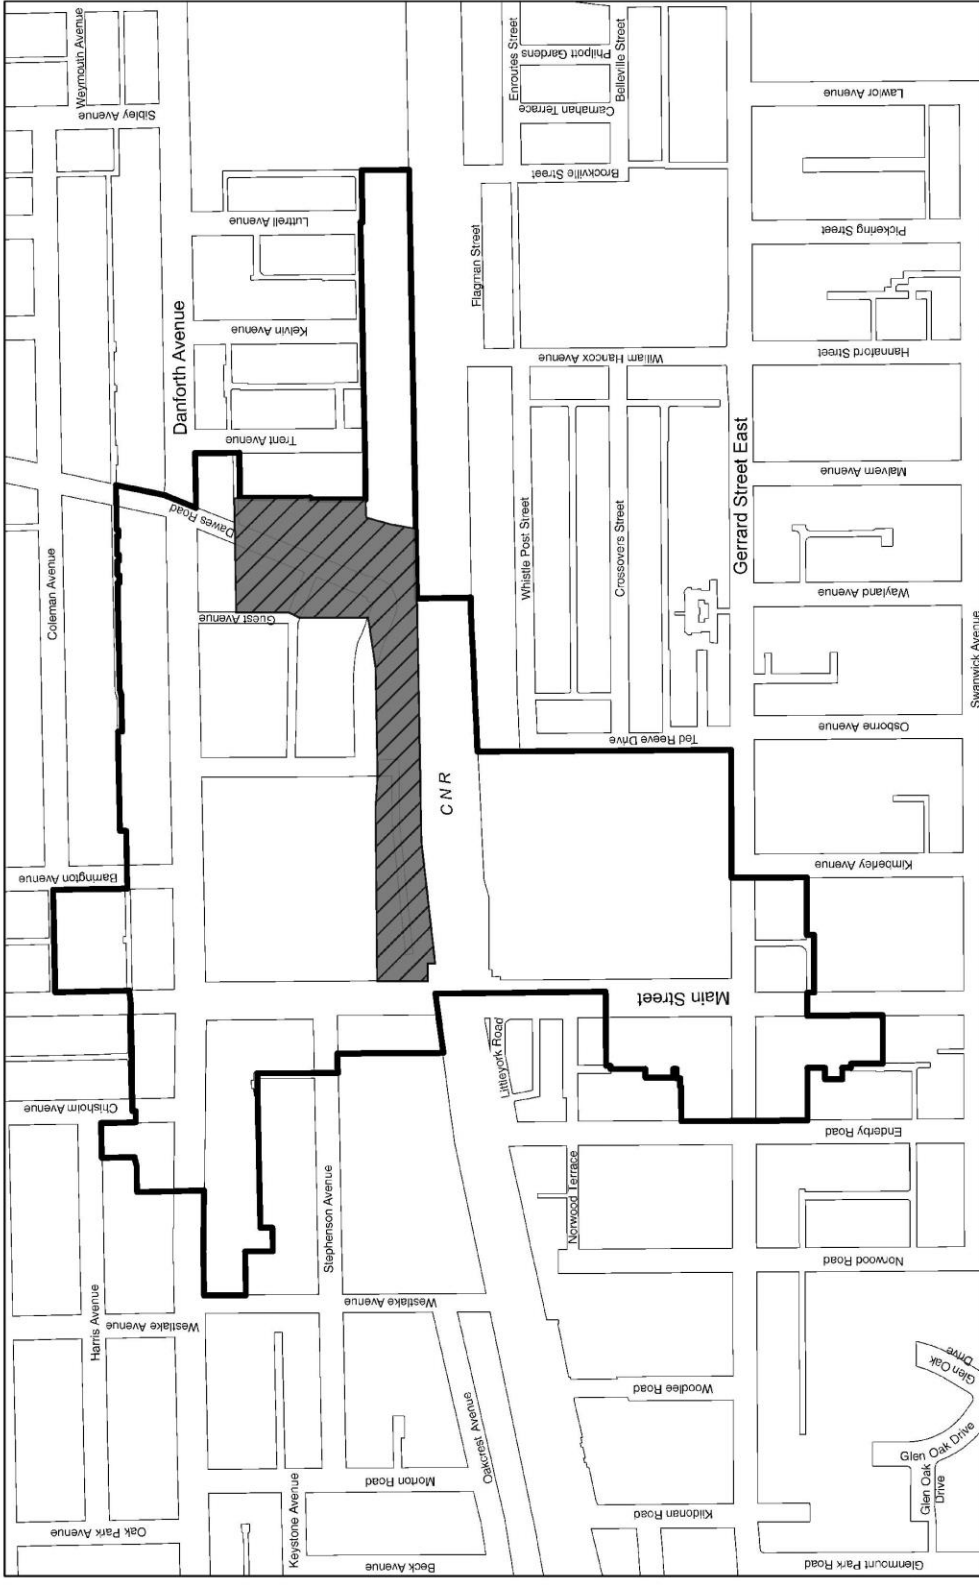 Weymouth Avenue
Sibley Avenue
Enroutes Street
Philpott Gardens
Belleville Street
Carnahan Terrace
Lawlor Avenue
Brockville Street
Luttrell Avenue
Flagman Street
Pickering Street
Kelvin Avenue
Danforth Avenue
William Hancox Avenue
Hannaford Street
Trent Avenue
Gerrard Street East
Malvern Avenue
Dawes Road
Whistle Post Street
Coleman Avenue
Crossovers Street
Wayland Avenue
Guest Avenue
Swanwick Avenue
Ted Reeve Drive
Osborne Avenue
CNR
Barrington Avenue
Kimberley Avenue
Main Street
Littleyork Road
Chisholm Avenue
Enderby Road
Stephenson Avenue
Norwood Terrace
Norwood Road
Harris Avenue
Westlake Avenue
Westlake Avenue
Glen Oak
Drive
Woodlee Road
Oakcrest Avenue
Morton Road
Glen Oak Drive
Glen Oak
Drive
Oak Park Avenue
Keystone Avenue
Kildonan Road
Beck Avenue
Glenmount Park Road